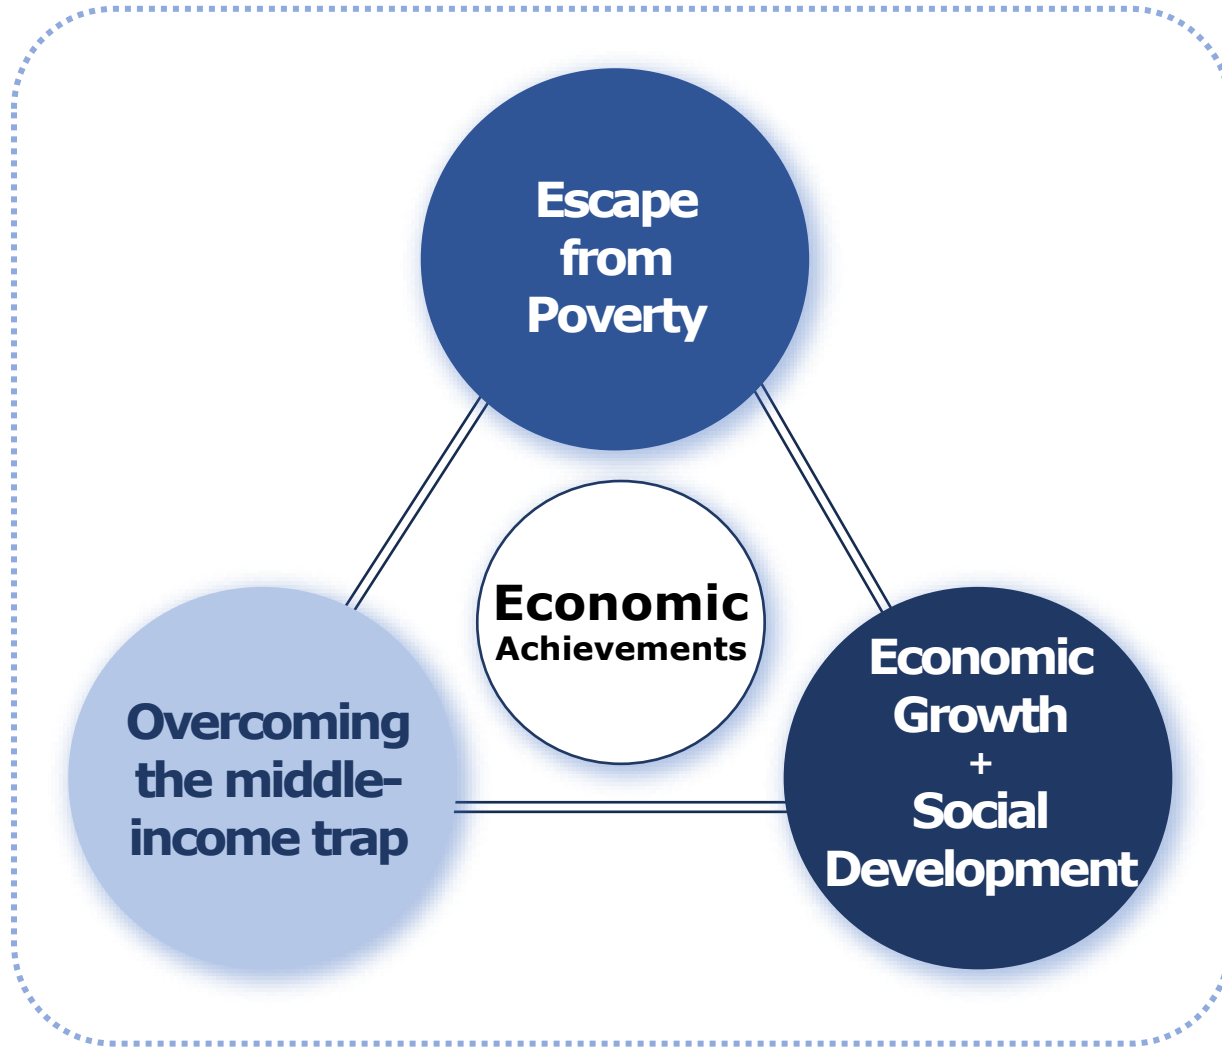 Escape
from
Poverty
Economic
Achievements
Overcoming
the middle-
income trap
Economic
Growth
+
Social
Development